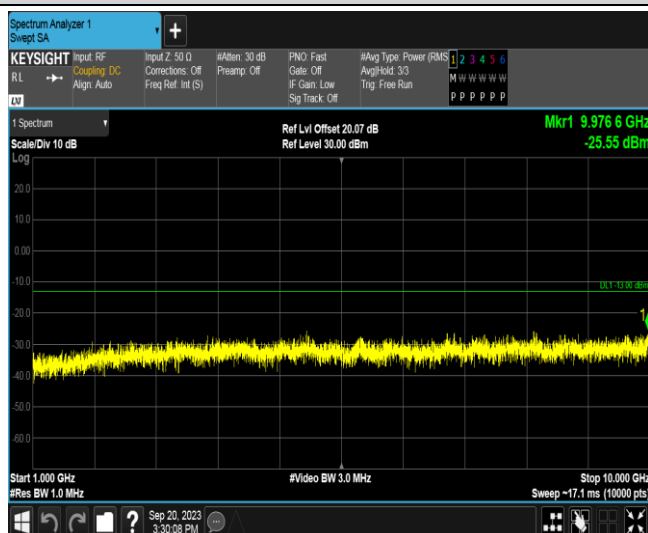 Spectrum Analyzer 1
Swept SA
+
KEYSIGHT
RL
LXI
Input: RF
Coupling: DC
Align: Auto
Input Z: 50 Ω
Corrections: Off
Freq Ref: Int (S)
#Atten: 30 dB
Preamp: Off
PNO: Fast
Gate: Off
IF Gain: Low
Sig Track: Off
#Avg Type: Power (RMS
Avg|Hold: 3/3
Trig: Free Run
1 2 3 4 5 6
M W W W W W
P P P P P P
1 Spectrum
Scale/Div 10 dB
Log
Ref Lvl Offset 20.07 dB
Ref Level 30.00 dBm
Mkr1 9.976 6 GHz
-25.55 dBm
20.0
10.0
0.00
-10.0
DL1 -13.00 dBm
1
-20.0
-30.0
-40.0
-50.0
-60.0
Start 1.000 GHz
#Res BW 1.0 MHz
#Video BW 3.0 MHz
Stop 10.000 GHz
Sweep ~17.1 ms (10000 pts)
?
Sep 20, 2023
3:30:08 PM